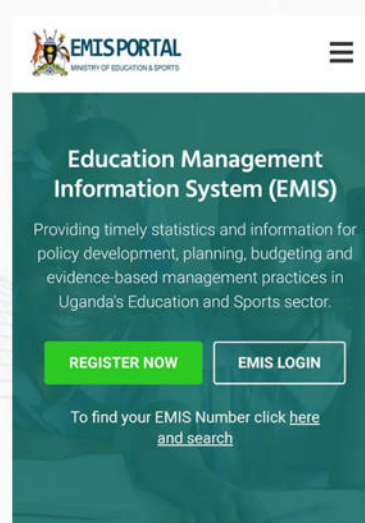 EMIS PORTAL
MINISTRY OF EDUCATION & SPORTS
Education Management
Information System (EMIS)
Providing timely statistics and information for
policy development, planning, budgeting and
evidence-based management practices in
Uganda's Education and Sports sector.
REGISTER NOW
EMIS LOGIN
To find your EMIS Number click here
and search